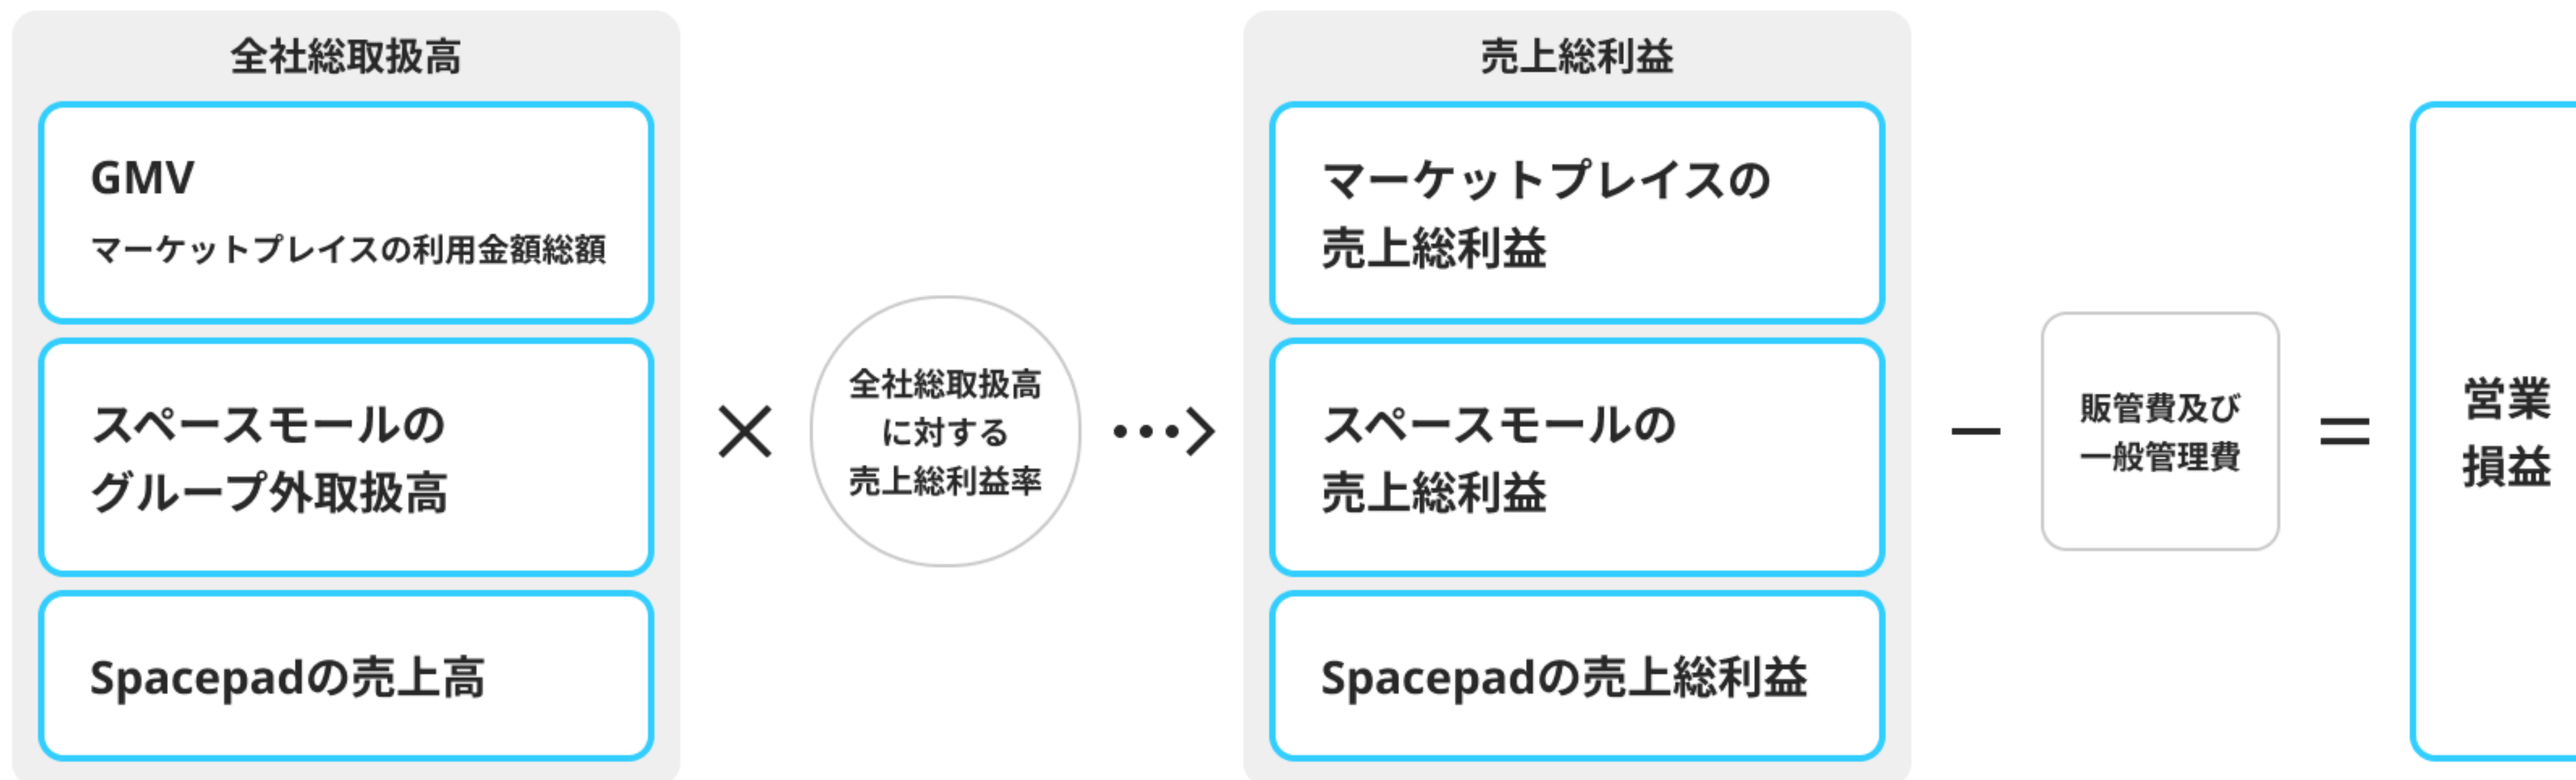 全社総取扱高
GMV
マーケットプレイスの利用金額総額
スペースモールの
グループ外取扱高
Spacepadの売上高
×
全社総取扱高
に対する
売上総利益率
売上総利益
マーケットプレイスの
売上総利益
スペースモールの
売上総利益
Spacepadの売上総利益
−
販管費及び
一般管理費
=
営業
損益